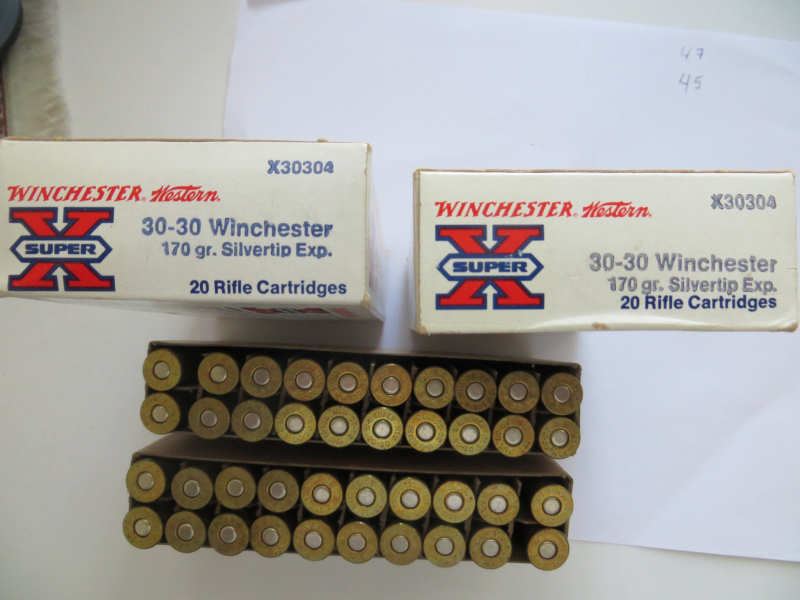 47
45
X30304
WINCHESTER Western
X SUPER
30-30 Winchester
170 gr. Silvertip Exp.
20 Rifle Cartridges
X30304
WINCHESTER Western
X SUPER
30-30 Winchester
170 gr. Silvertip Exp.
20 Rifle Cartridges